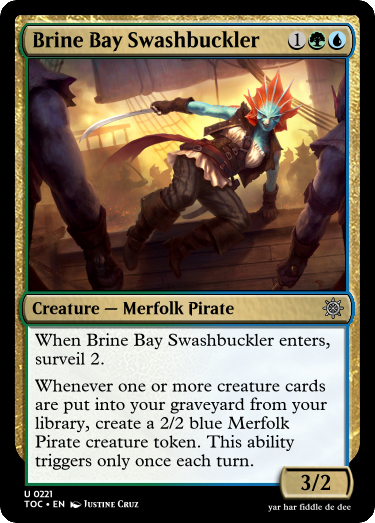 Brine Bay Swashbuckler 1
Creature — Merfolk Pirate
When Brine Bay Swashbuckler enters,
surveil 2.
Whenever one or more creature cards
are put into your graveyard from your
library, create a 2/2 blue Merfolk
Pirate creature token. This ability
triggers only once each turn.
3/2
U 0221
TOC • EN Justine Cruz
yar har fiddle de dee